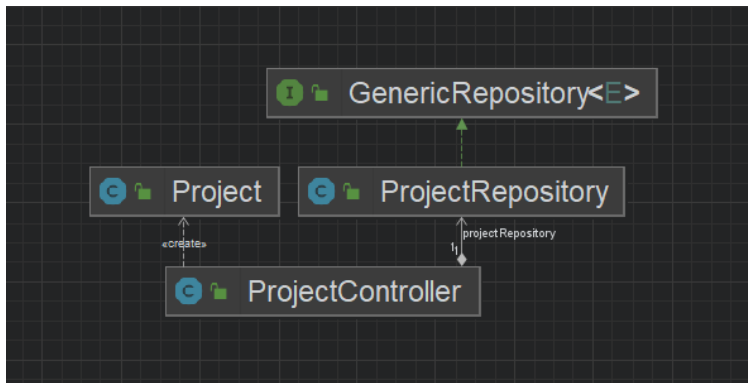 I GenericRepository<E>
C Project
C ProjectRepository
«create»
projectRepository
1
1
C ProjectController